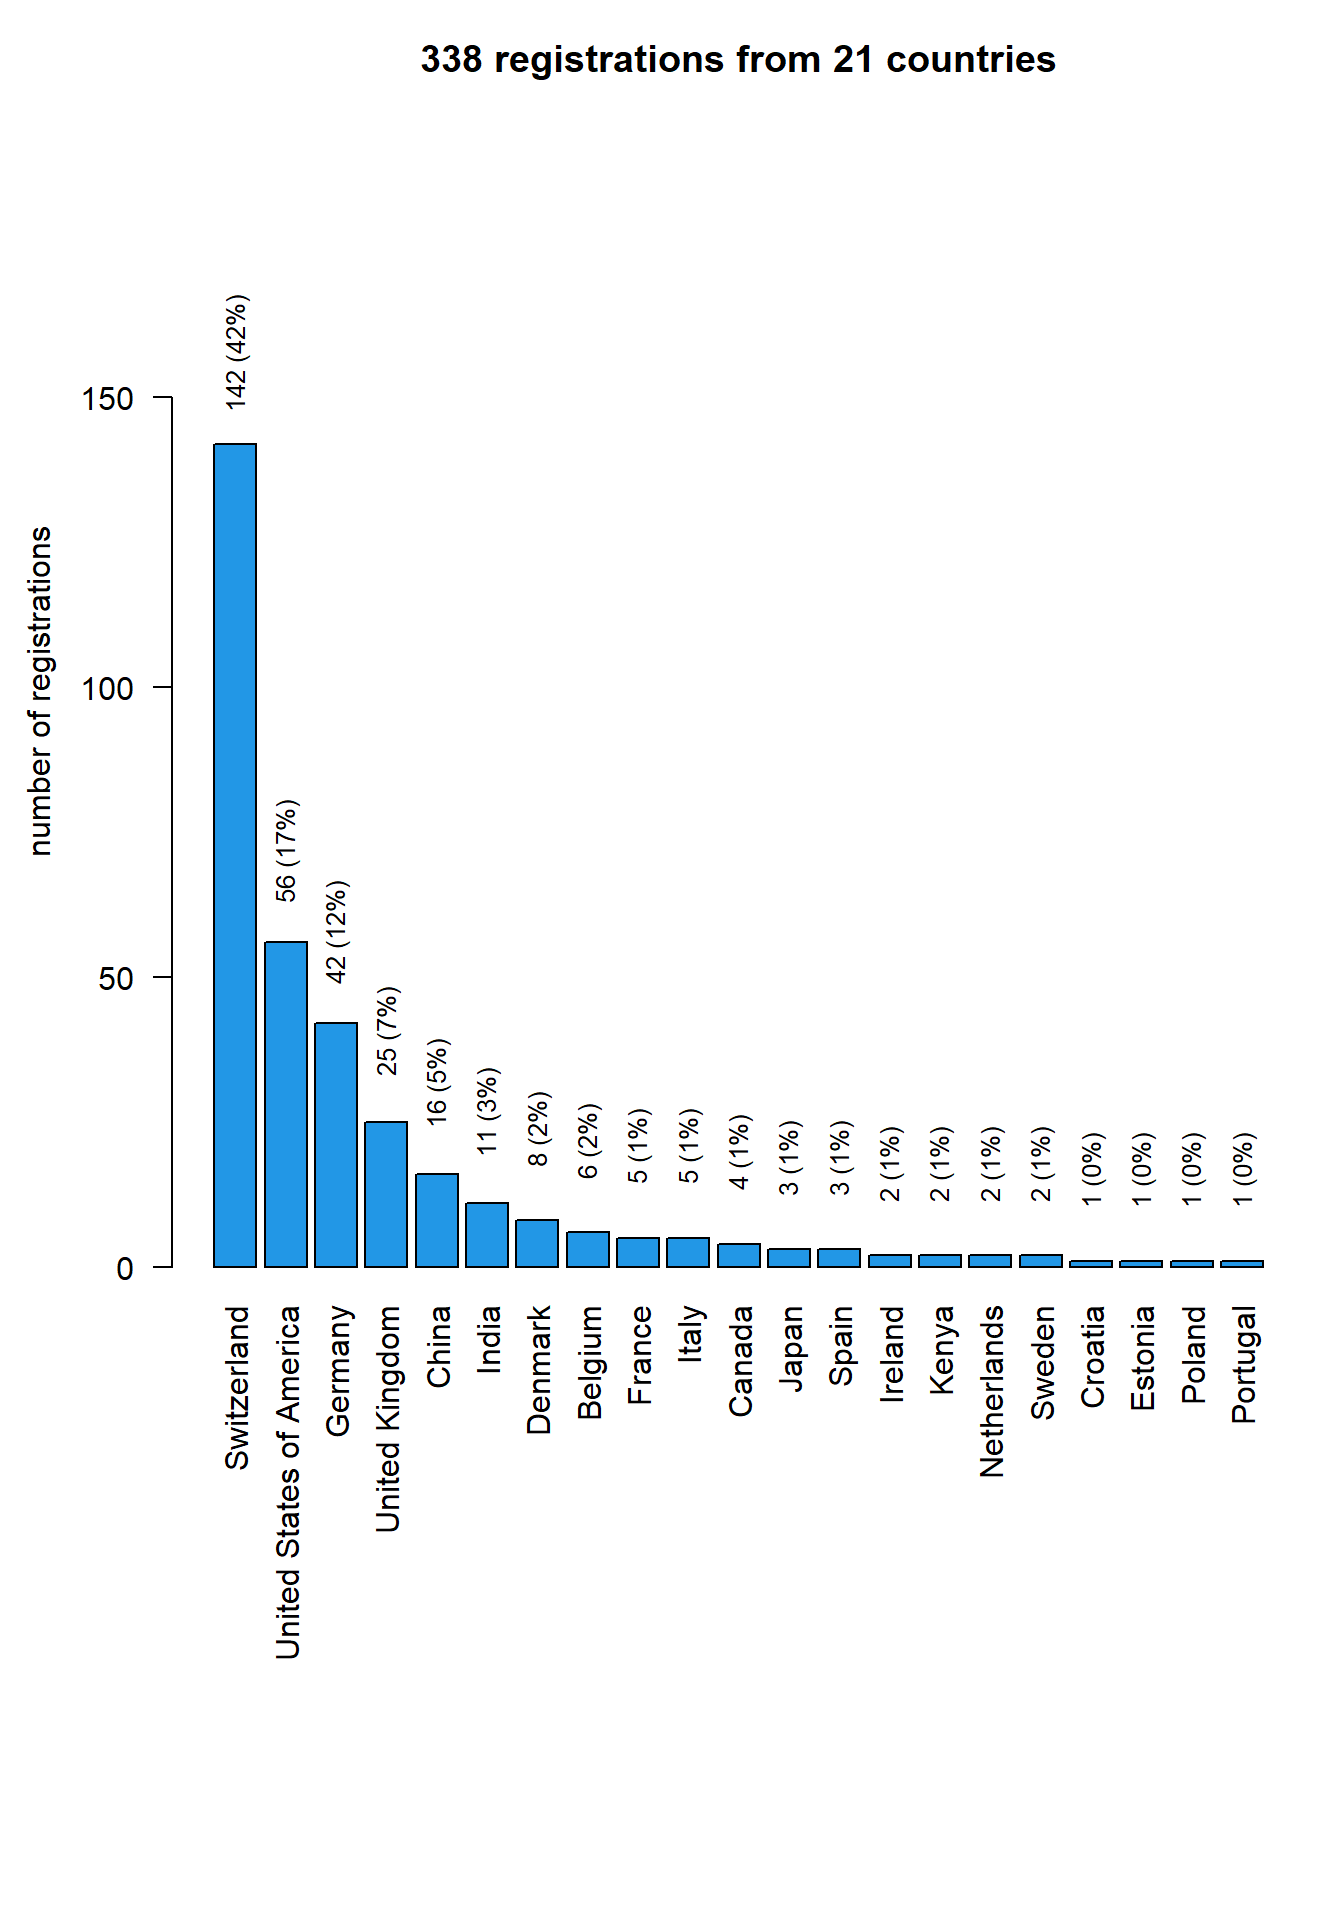 338 registrations from 21 countries
number of registrations
150
100
50
0
142 (42%)
56 (17%)
42 (12%)
25 (7%)
16 (5%)
11 (3%)
8 (2%)
6 (2%)
5 (1%)
5 (1%)
4 (1%)
3 (1%)
3 (1%)
2 (1%)
2 (1%)
2 (1%)
2 (1%)
1 (0%)
1 (0%)
1 (0%)
1 (0%)
Switzerland
United States of America
Germany
United Kingdom
China
India
Denmark
Belgium
France
Italy
Canada
Japan
Spain
Ireland
Kenya
Netherlands
Sweden
Croatia
Estonia
Poland
Portugal